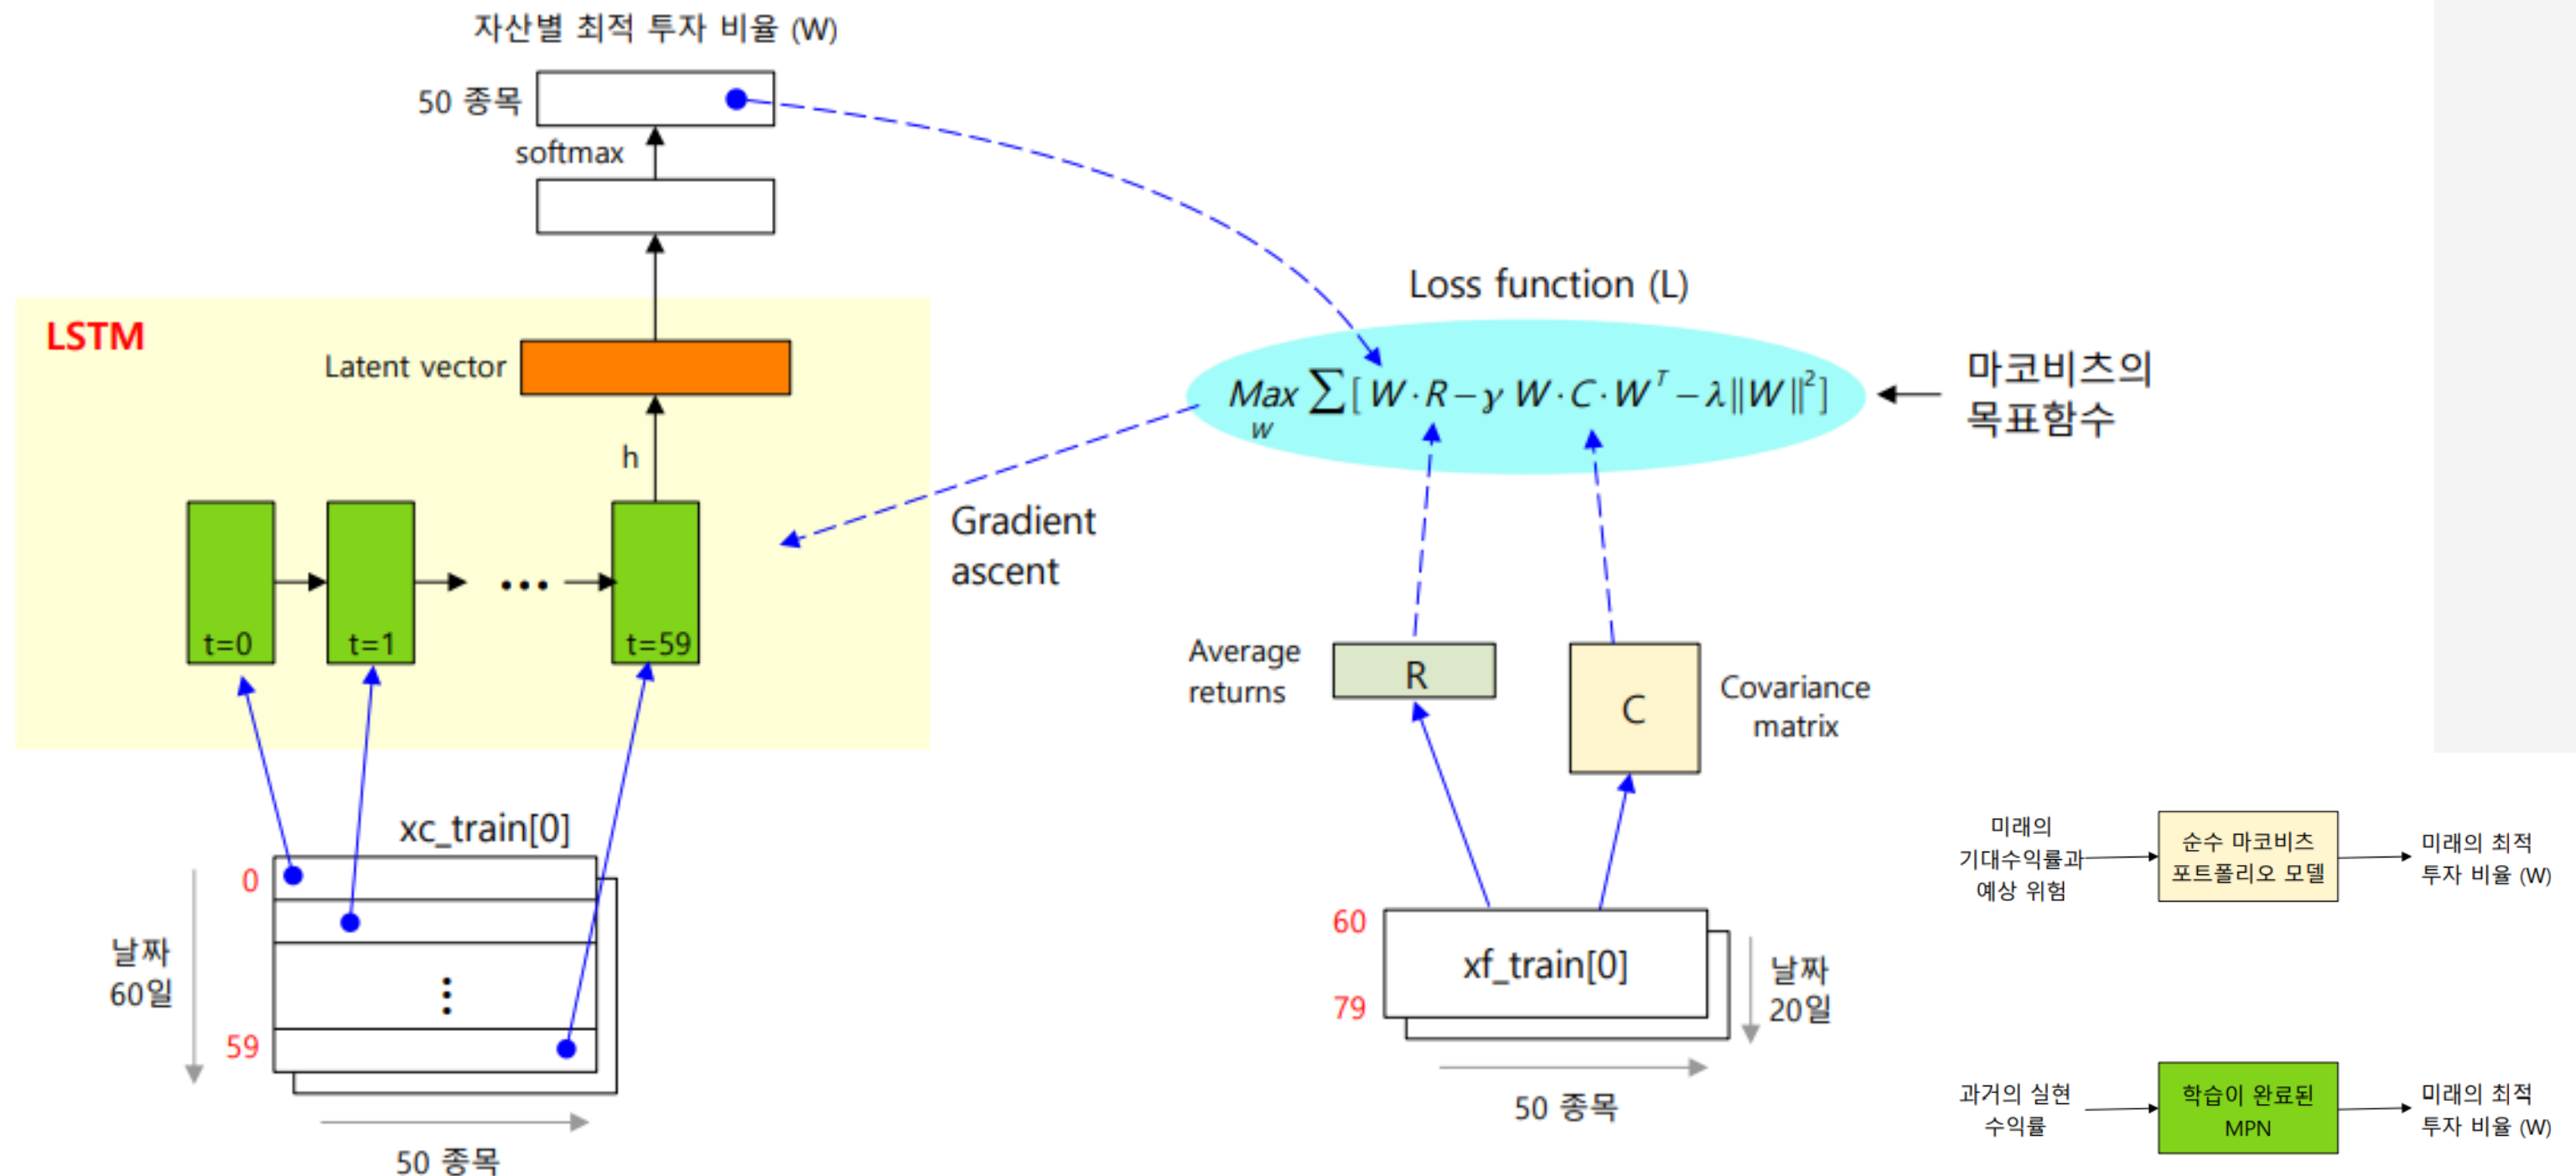 자산별 최적 투자 비율 (W)
50 종목
softmax
LSTM
Latent vector
h
t=0
t=1
...
t=59
Gradient
ascent
xc_train[0]
0
59
날짜
60일
50 종목
Loss function (L)
Max ∑[ W · R − γ W · C · W^T − λ‖W‖^2 ]
W
마코비츠의
목표함수
Average
returns
R
C
Covariance
matrix
60
79
xf_train[0]
날짜
20일
50 종목
미래의
기대수익률과
예상 위험
순수 마코비츠
포트폴리오 모델
미래의 최적
투자 비율 (W)
과거의 실현
수익률
학습이 완료된
MPN
미래의 최적
투자 비율 (W)